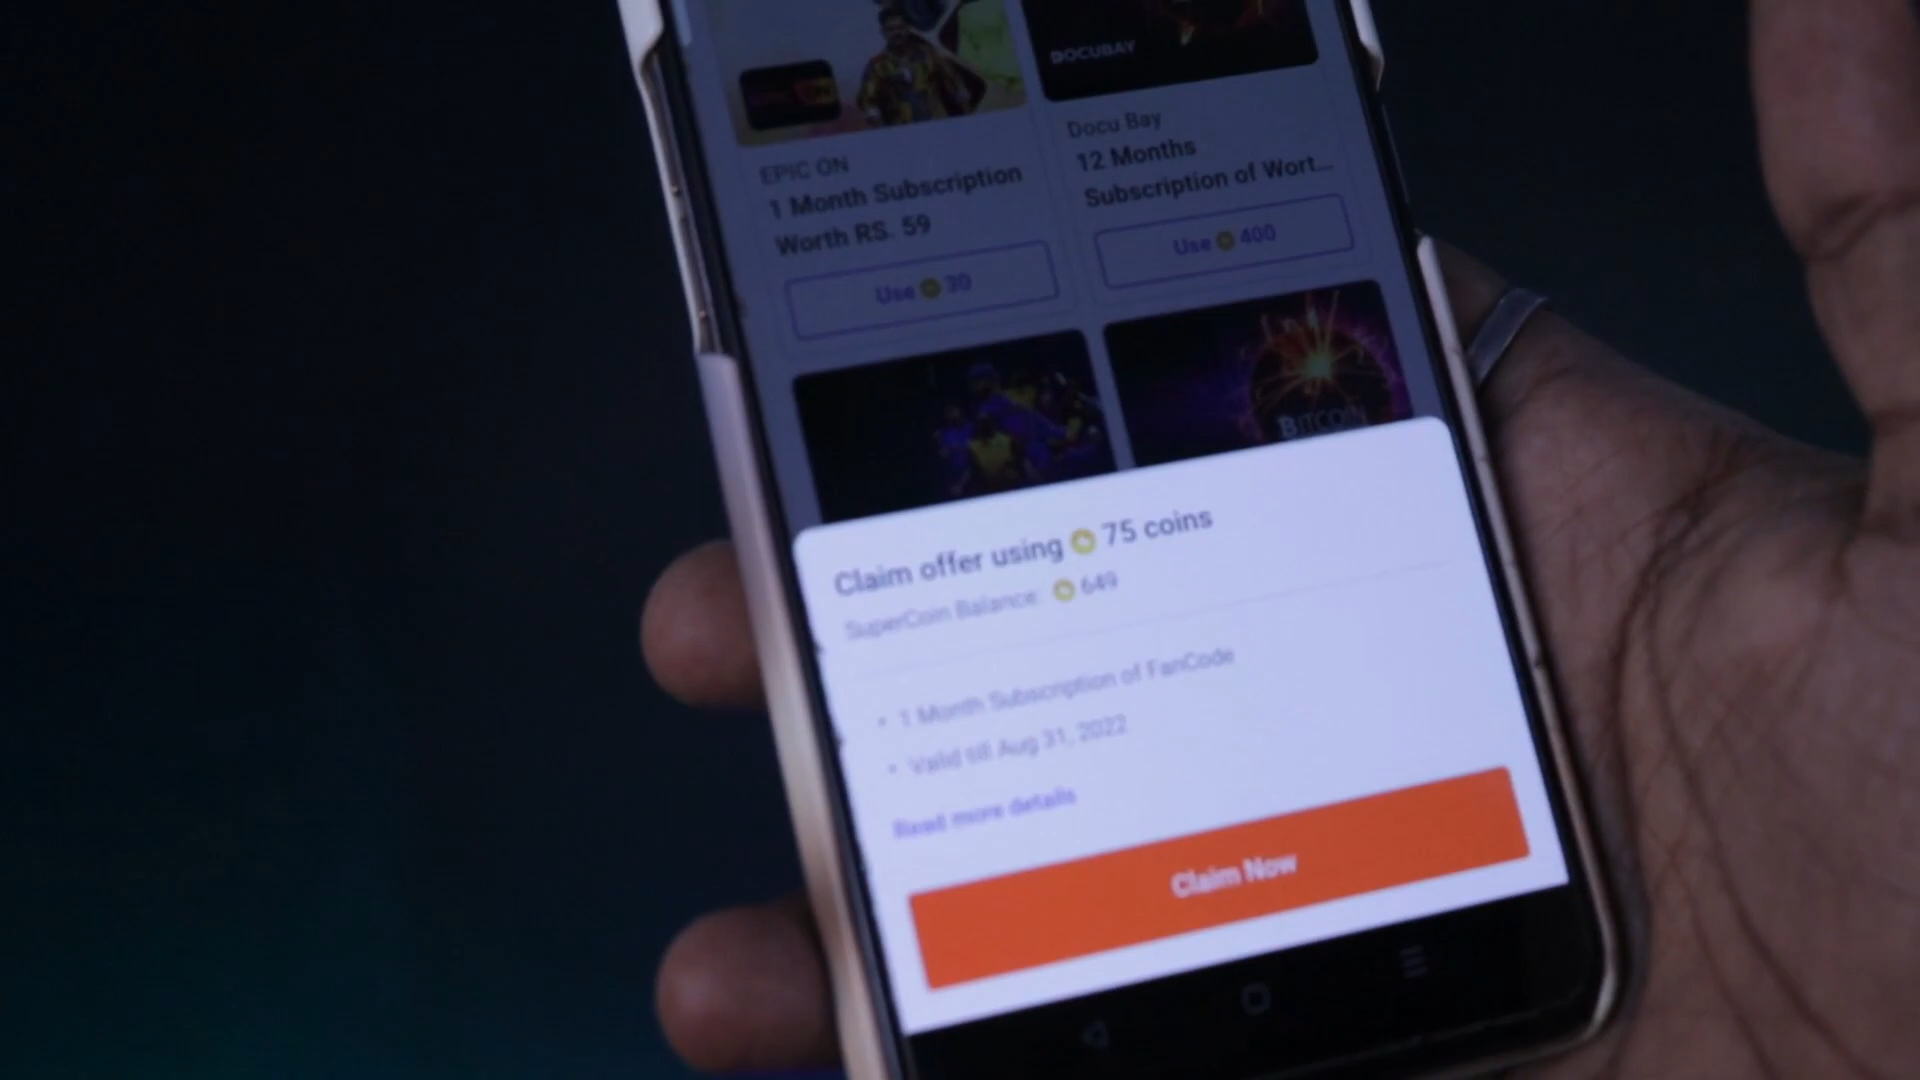 DOCUBAY
EPIC ON
1 Month Subscription
Worth RS. 59
Use 30
Docu Bay
12 Months
Subscription of Wort...
Use 400
BITCOIN
Claim offer using 75 coins
SuperCoin Balance: 649
• 1 Month Subscription of FanCode
• Valid till Aug 31, 2022
Read more details
Claim Now